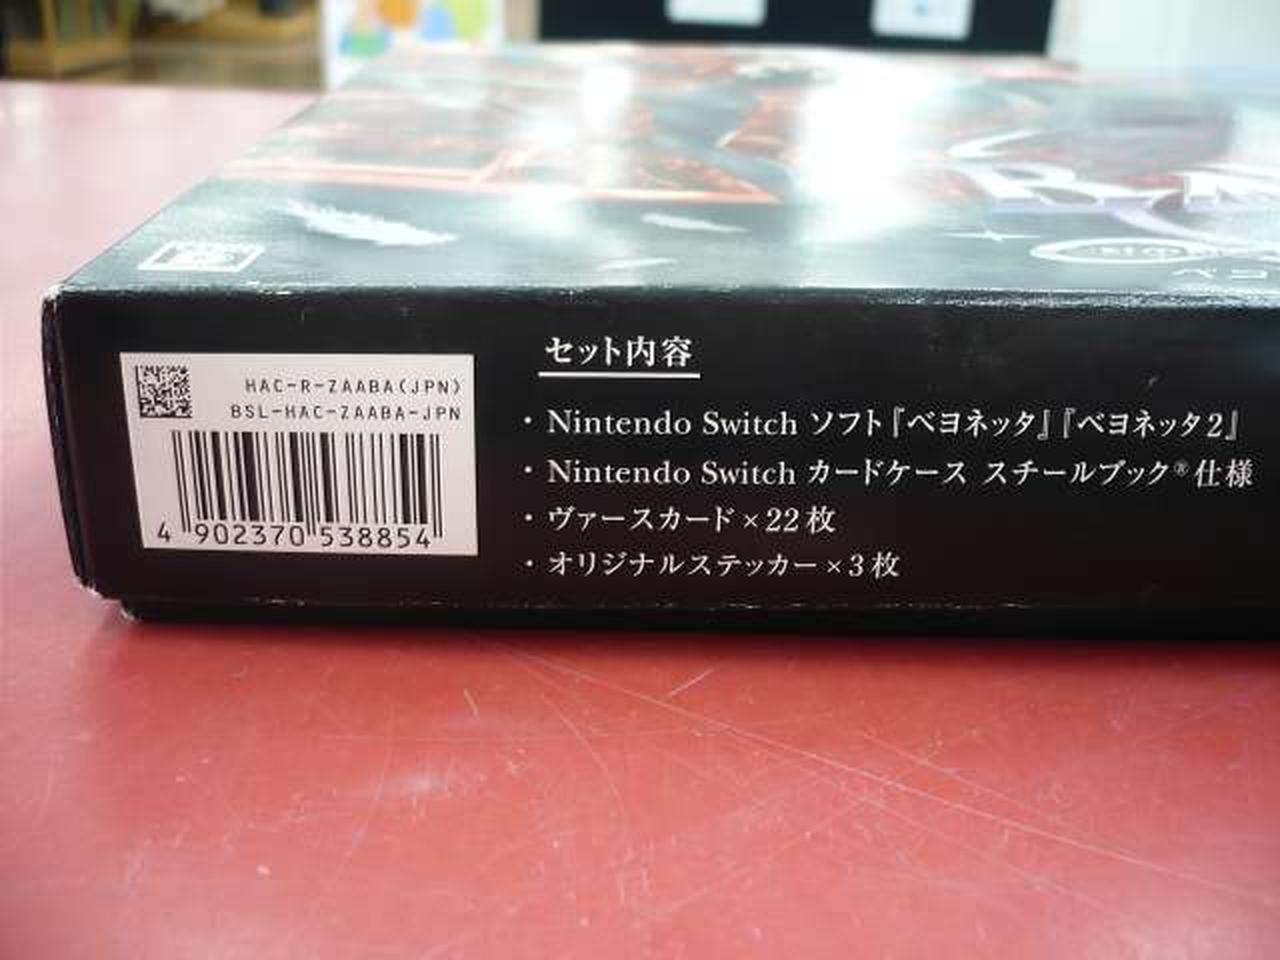 HAC-R-ZAABA(JPN)
BSL-HAC-ZAABA-JPN
4 902370 538854
セット内容
・Nintendo Switch ソフト『ベヨネッタ』『ベヨネッタ2』
・Nintendo Switch カードケース スチールブック®仕様
・ヴァースカード×22枚
・オリジナルステッカー×3枚